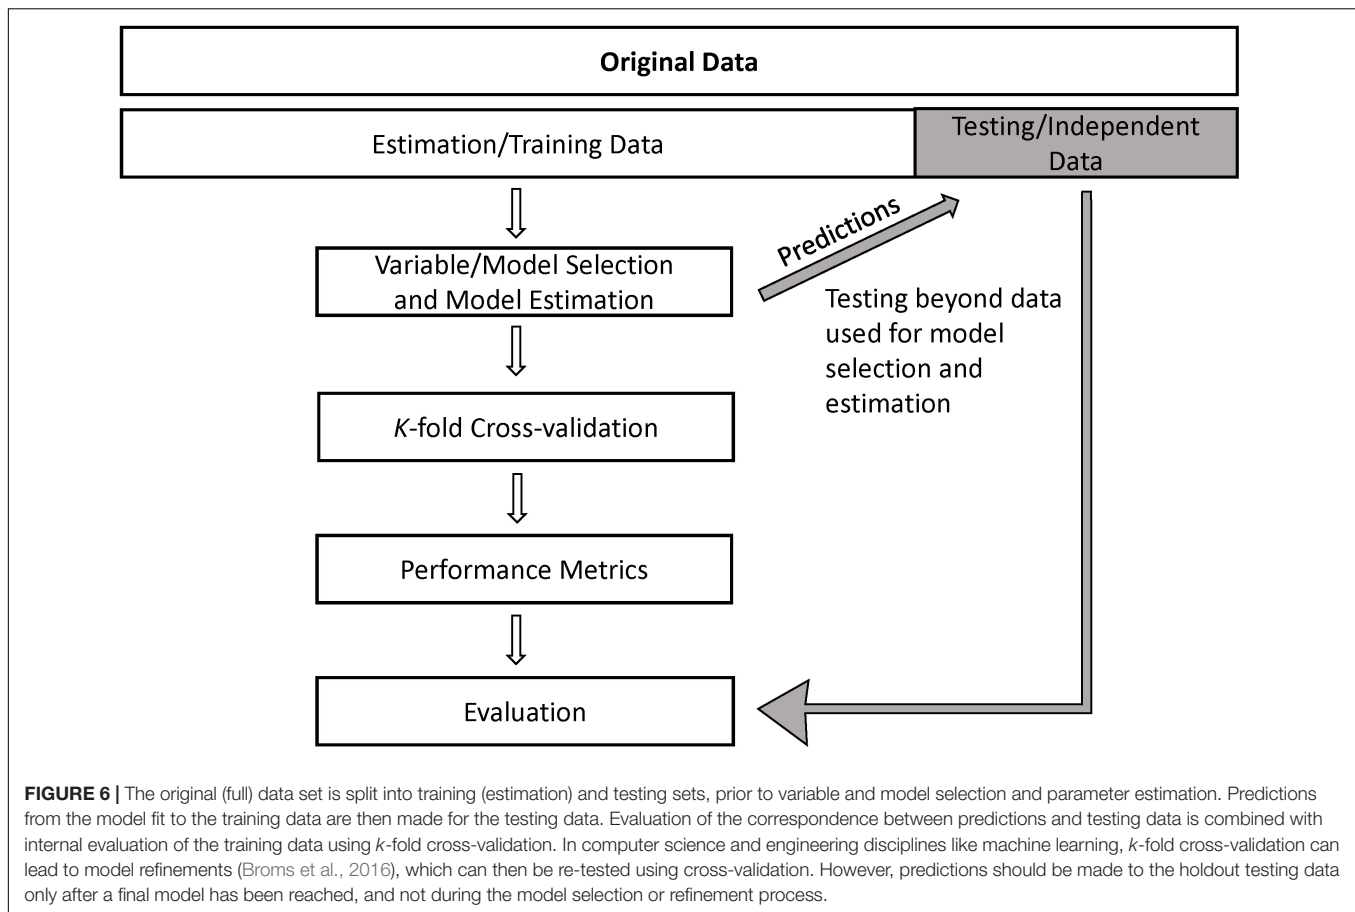 Original Data
Estimation/Training Data
Testing/Independent
Data
Variable/Model Selection
and Model Estimation
Predictions
Testing beyond data
used for model
selection and
estimation
K-fold Cross-validation
Performance Metrics
Evaluation
FIGURE 6 | The original (full) data set is split into training (estimation) and testing sets, prior to variable and model selection and parameter estimation. Predictions
from the model fit to the training data are then made for the testing data. Evaluation of the correspondence between predictions and testing data is combined with
internal evaluation of the training data using k-fold cross-validation. In computer science and engineering disciplines like machine learning, k-fold cross-validation can
lead to model refinements (Broms et al., 2016), which can then be re-tested using cross-validation. However, predictions should be made to the holdout testing data
only after a final model has been reached, and not during the model selection or refinement process.